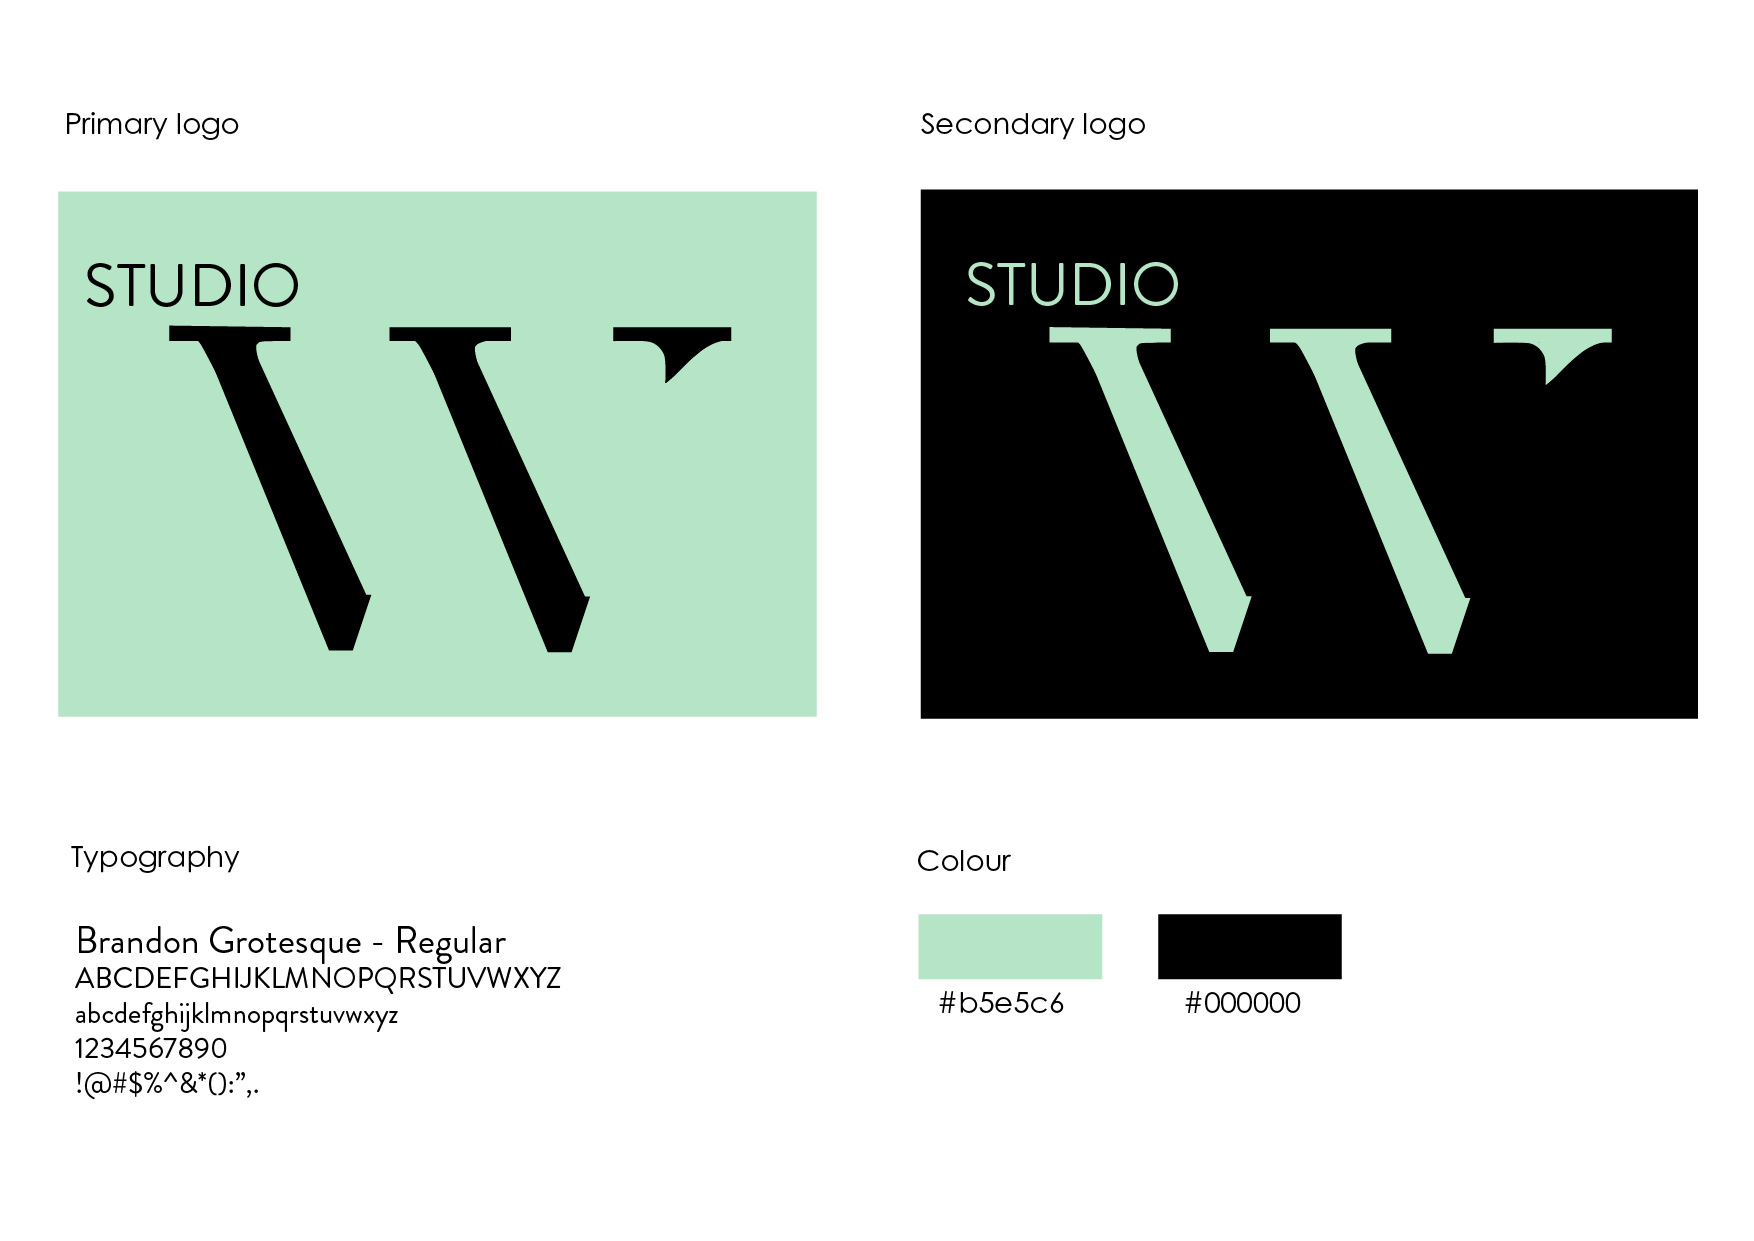 Primary logo
Secondary logo
STUDIO
W
STUDIO
W
Typography
Colour
Brandon Grotesque - Regular
ABCDEFGHIJKLMNOPQRSTUVWXYZ
abcdefghijklmnopqrstuvwxyz
1234567890
!@#$%^&*():”,.
#b5e5c6
#000000